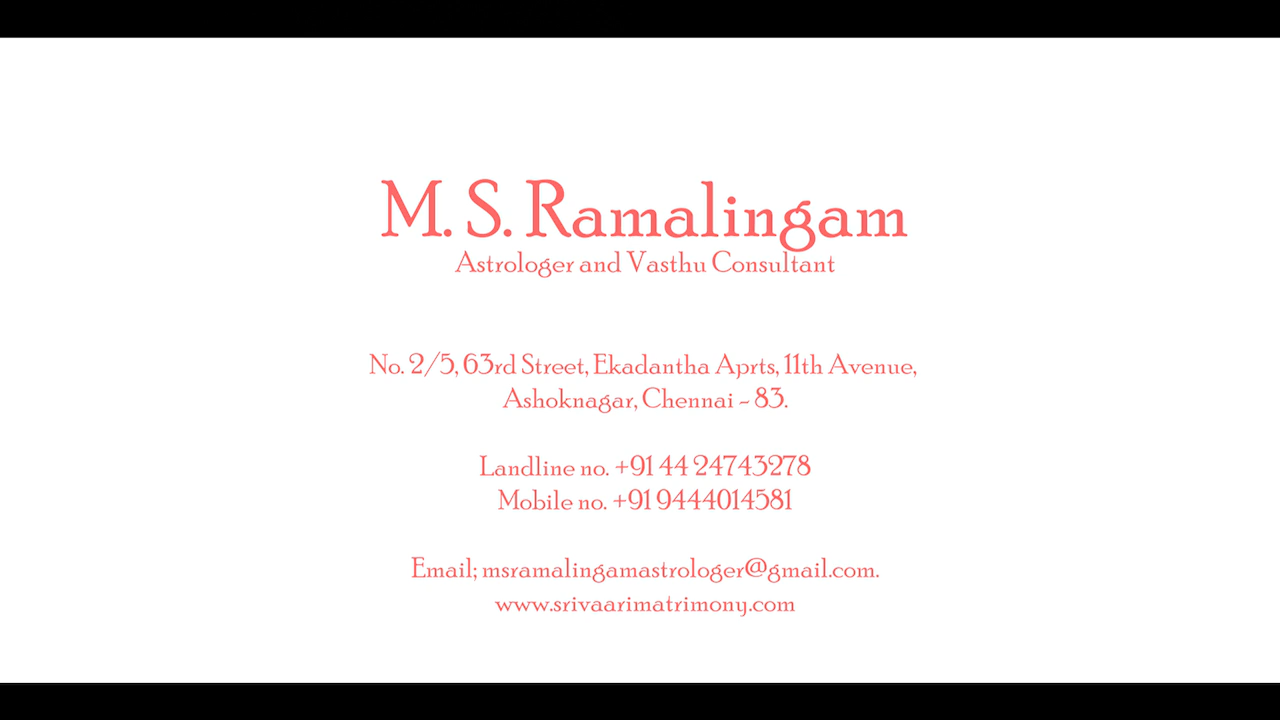 M. S. Ramalingam
Astrologer and Vasthu Consultant
No. 2/5, 63rd Street, Ekadantha Aprts, 11th Avenue,
Ashoknagar, Chennai - 83.
Landline no. +91 44 24743278
Mobile no. +91 9444014581
Email; msramalingamastrologer@gmail.com.
www.srivaarimatrimony.com